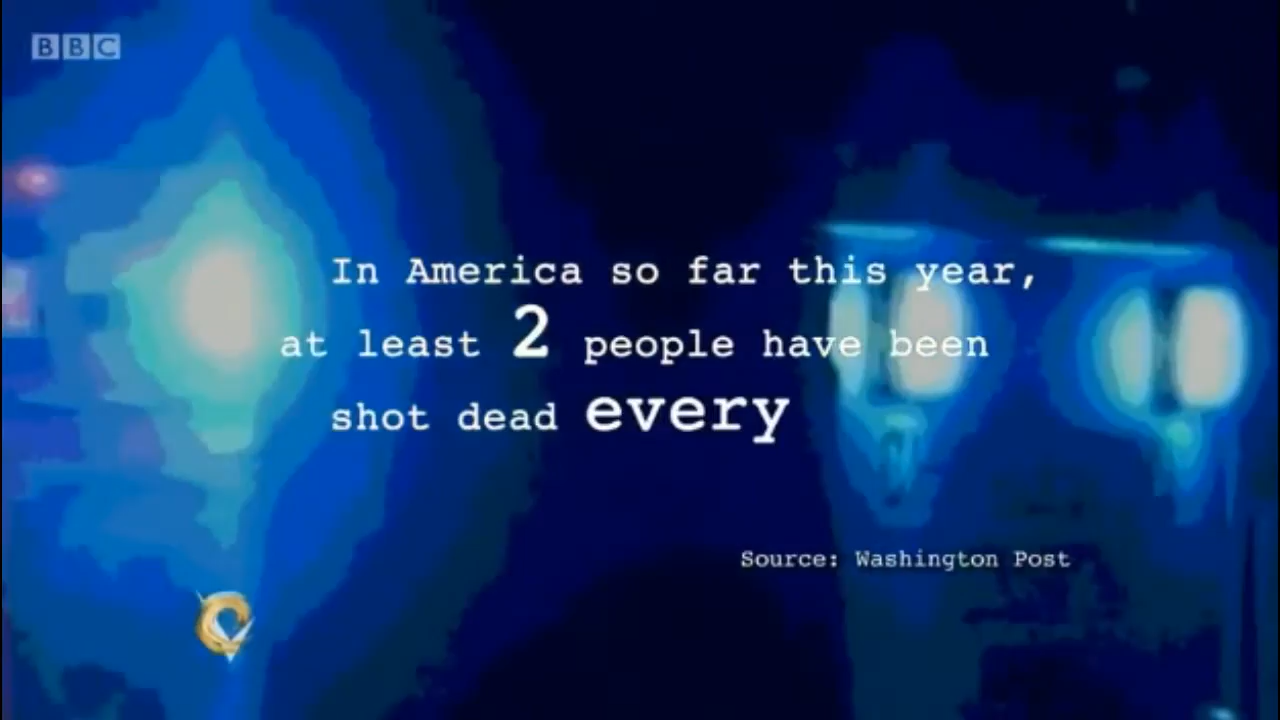 BBC
In America so far this year,
at least 2 people have been
shot dead every
Source: Washington Post